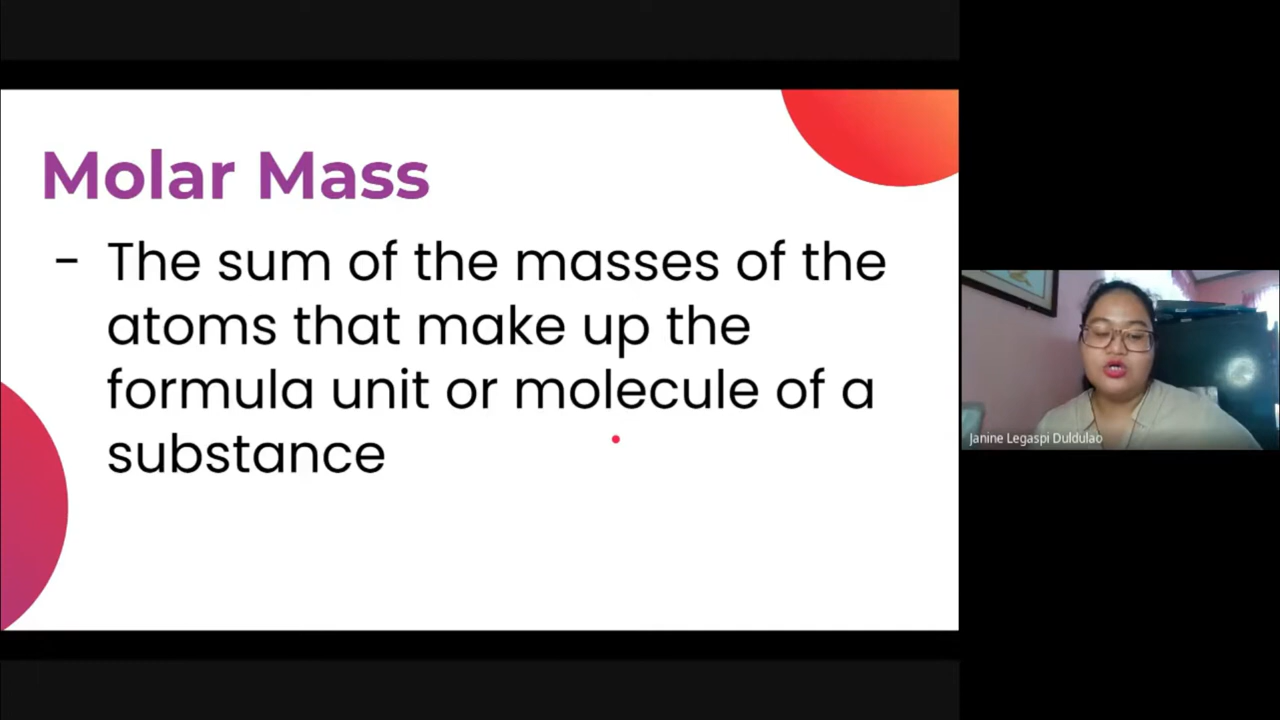 Molar Mass
- The sum of the masses of the
atoms that make up the
formula unit or molecule of a
substance
Janine Legaspi Duldulao